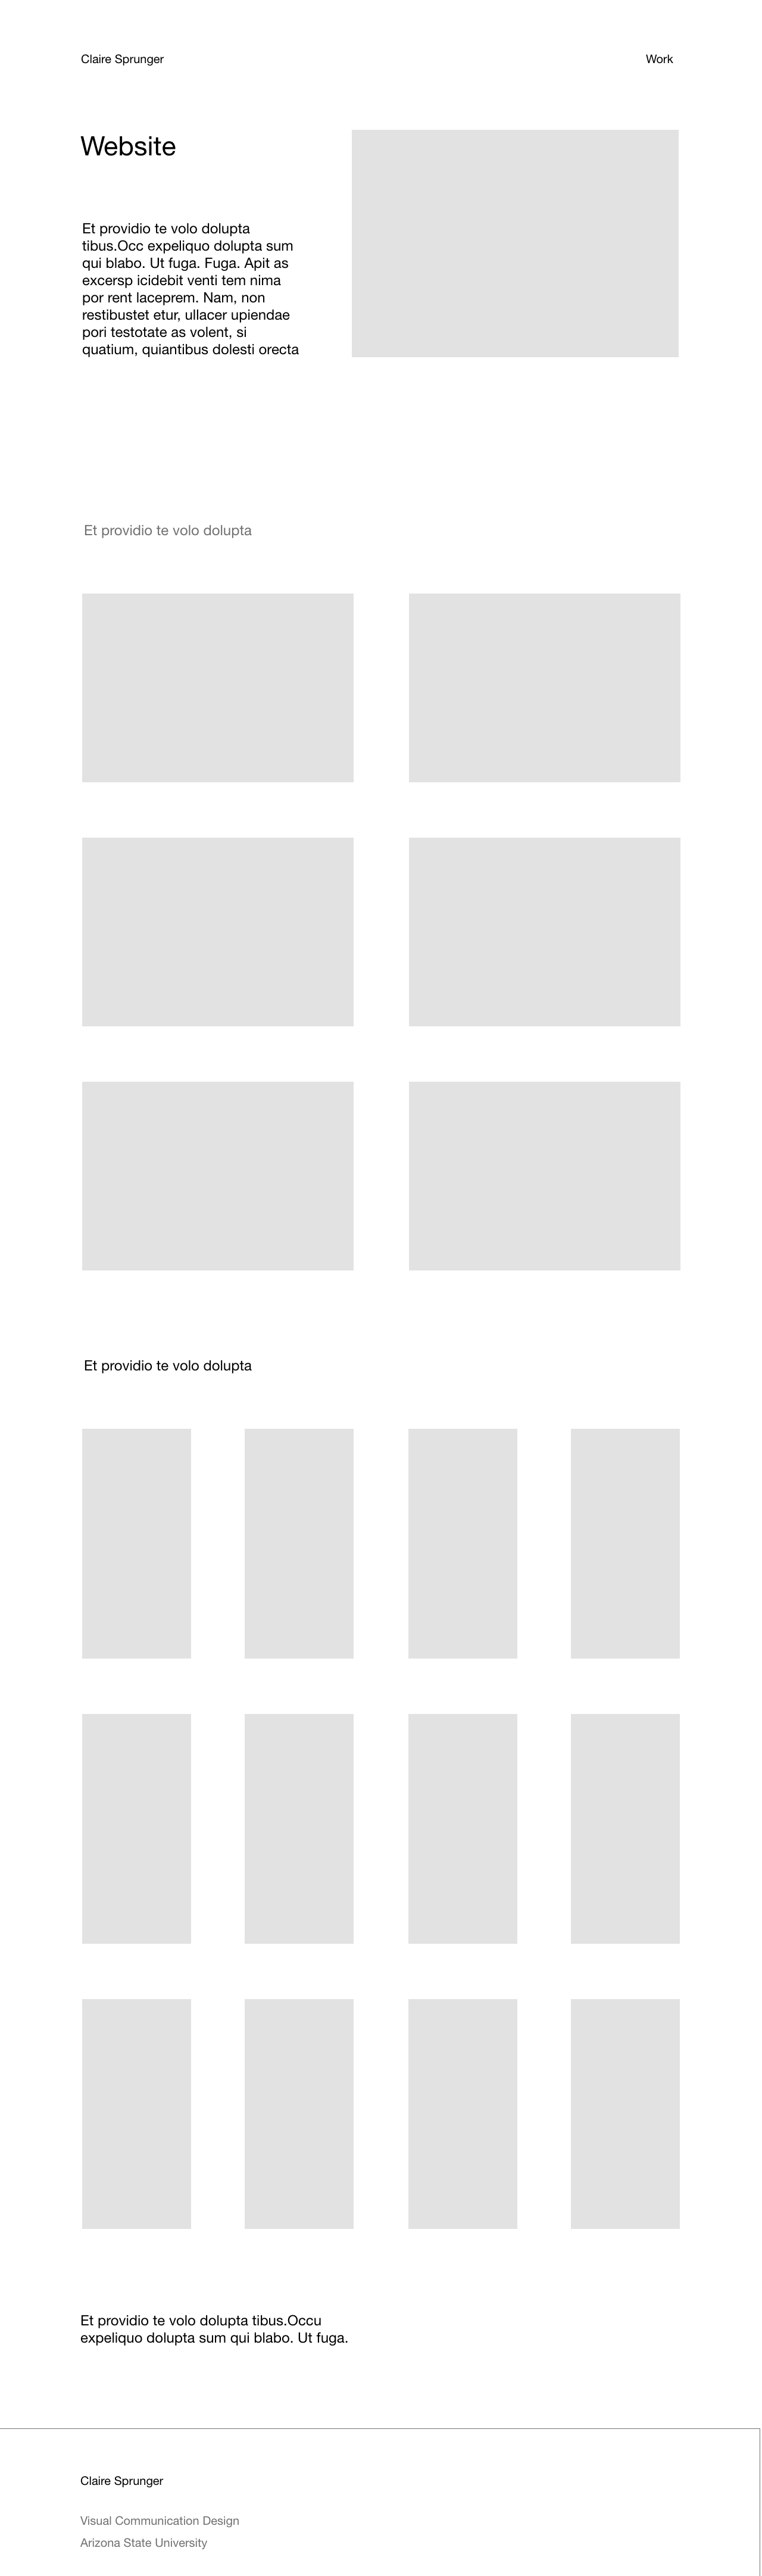 Claire Sprunger
Work
Website
Et providio te volo dolupta
tibus.Occ expeliquo dolupta sum
qui blabo. Ut fuga. Fuga. Apit as
excersp icidebit venti tem nima
por rent laceprem. Nam, non
restibustet etur, ullacer upiendae
pori testotate as volent, si
quatium, quiantibus dolesti orecta
Et providio te volo dolupta
Et providio te volo dolupta
Et providio te volo dolupta tibus.Occu
expeliquo dolupta sum qui blabo. Ut fuga.
Claire Sprunger
Visual Communication Design
Arizona State University